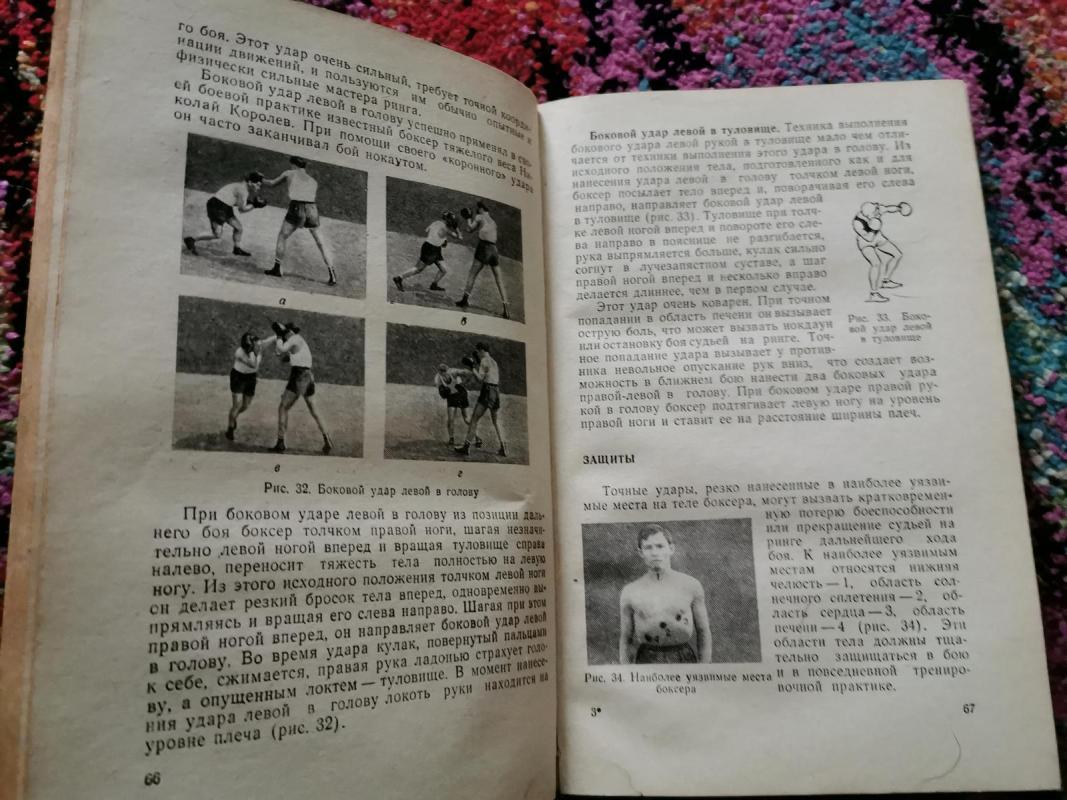 го боя. Этот удар очень сильный, требует точной коорди-
нации движений, и пользуются им обычно опытные и
физически сильные мастера ринга.
Боковой удар левой в голову успешно применял в сво-
ей боевой практике известный боксер тяжелого веса Ни-
колай Королев. При помощи своего «коронного» удара
он часто заканчивал бой нокаутом.
а
б
в
г
Рис. 32. Боковой удар левой в голову
При боковом ударе левой в голову из позиции даль-
него боя боксер толчком правой ноги, шагая незначи-
тельно левой ногой вперед и вращая туловище справа
налево, переносит тяжесть тела полностью на левую
ногу. Из этого исходного положения толчком левой ноги
он делает резкий бросок тела вперед, одновременно вы-
прямляясь и вращая его слева направо. Шагая при этом
правой ногой вперед, он направляет боковой удар левой
в голову. Во время удара кулак, повернутый пальцами
к себе, сжимается, правая рука ладонью страхует голо-
ву, а опущенным локтем — туловище. В момент нанесе-
ния удара левой в голову локоть руки находится на
уровне плеча (рис. 32).
66
Боковой удар левой в туловище. Техника выполнения
бокового удара левой рукой в туловище мало чем отли-
чается от техники выполнения этого удара в голову. Из
исходного положения тела, подготовленного как и для
нанесения удара левой в голову толчком левой ноги,
боксер посылает тело вперед и, поворачивая его слева
направо, направляет боковой удар левой
в туловище (рис. 33). Туловище при толч-
ке левой ногой вперед и повороте его сле-
ва направо в пояснице не разгибается,
рука выпрямляется больше, кулак сильно
согнут в лучезапястном суставе, а шаг
правой ногой вперед и несколько вправо
делается длиннее, чем в первом случае.
Этот удар очень коварен. При точном
попадании в область печени он вызывает
острую боль, что может вызвать нокдаун
или остановку боя судьей на ринге. Точ-
ное попадание удара вызывает у против-
ника невольное опускание рук вниз, что создает воз-
можность в ближнем бою нанести два боковых удара
правой-левой в голову. При боковом ударе правой ру-
кой в голову боксер подтягивает левую ногу на уровень
правой ноги и ставит ее на расстояние ширины плеч.
Рис. 33. Боко-
вой удар левой
в туловище
ЗАЩИТЫ
Точные удары, резко нанесенные в наиболее уязви-
мые места на теле боксера, могут вызвать кратковремен-
ную потерю боеспособности
или прекращение судьей на
ринге дальнейшего хода
боя. К наиболее уязвимым
местам относятся нижняя
челюсть — 1, область сол-
нечного сплетения — 2, об-
ласть сердца — 3, область
печени — 4 (рис. 34). Эти
области тела должны тща-
тельно защищаться в бою
и в повседневной трениро-
вочной практике.
Рис. 34. Наиболее уязвимые места
боксера
3*
67